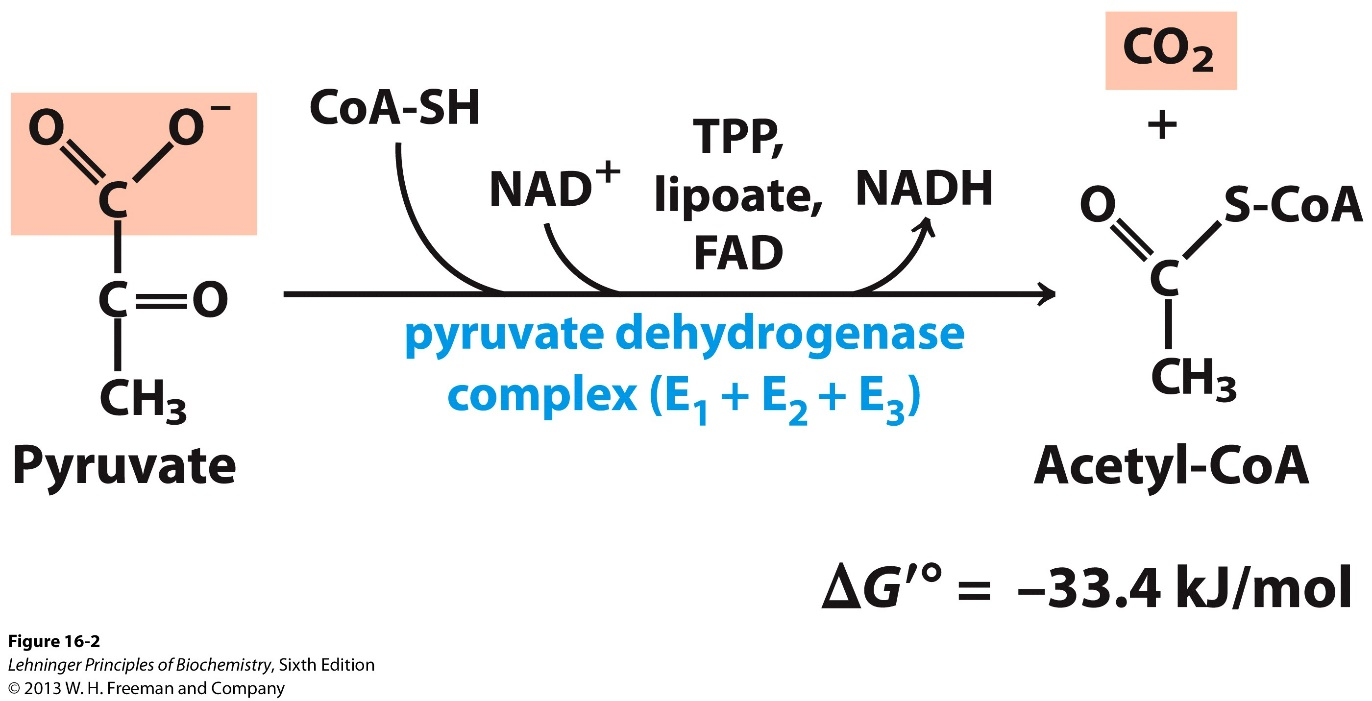 O
O⁻
C
C=O
CH₃
Pyruvate
CoA-SH
NAD⁺
TPP,
lipoate,
FAD
NADH
pyruvate dehydrogenase
complex (E₁ + E₂ + E₃)
CO₂
+
O
S-CoA
C
CH₃
Acetyl-CoA
ΔG′° = –33.4 kJ/mol
Figure 16-2
Lehninger Principles of Biochemistry, Sixth Edition
© 2013 W. H. Freeman and Company